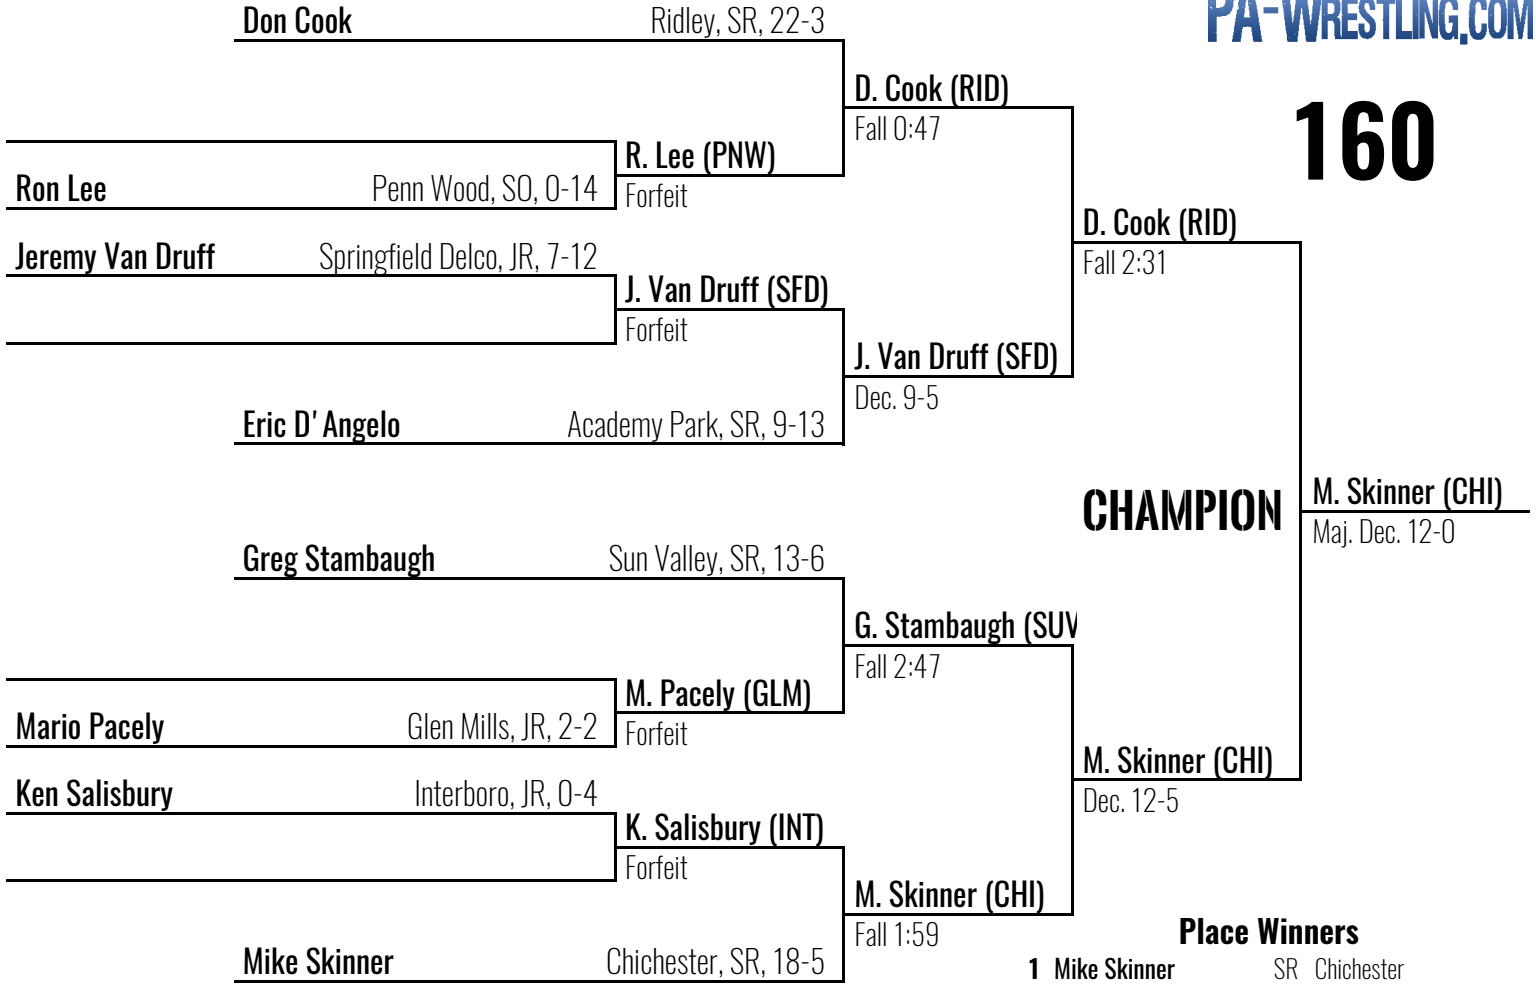 PA-WRESTLING.COM
160
Don Cook Ridley, SR, 22-3
D. Cook (RID)
Fall 0:47
R. Lee (PNW)
Forfeit
Ron Lee Penn Wood, SO, 0-14
D. Cook (RID)
Fall 2:31
Jeremy Van Druff Springfield Delco, JR, 7-12
J. Van Druff (SFD)
Forfeit
J. Van Druff (SFD)
Dec. 9-5
Eric D'Angelo Academy Park, SR, 9-13
CHAMPION
M. Skinner (CHI)
Maj. Dec. 12-0
Greg Stambaugh Sun Valley, SR, 13-6
G. Stambaugh (SUV
Fall 2:47
M. Pacely (GLM)
Forfeit
Mario Pacely Glen Mills, JR, 2-2
M. Skinner (CHI)
Dec. 12-5
Ken Salisbury Interboro, JR, 0-4
K. Salisbury (INT)
Forfeit
M. Skinner (CHI)
Fall 1:59
Mike Skinner Chichester, SR, 18-5
Place Winners
1 Mike Skinner SR Chichester